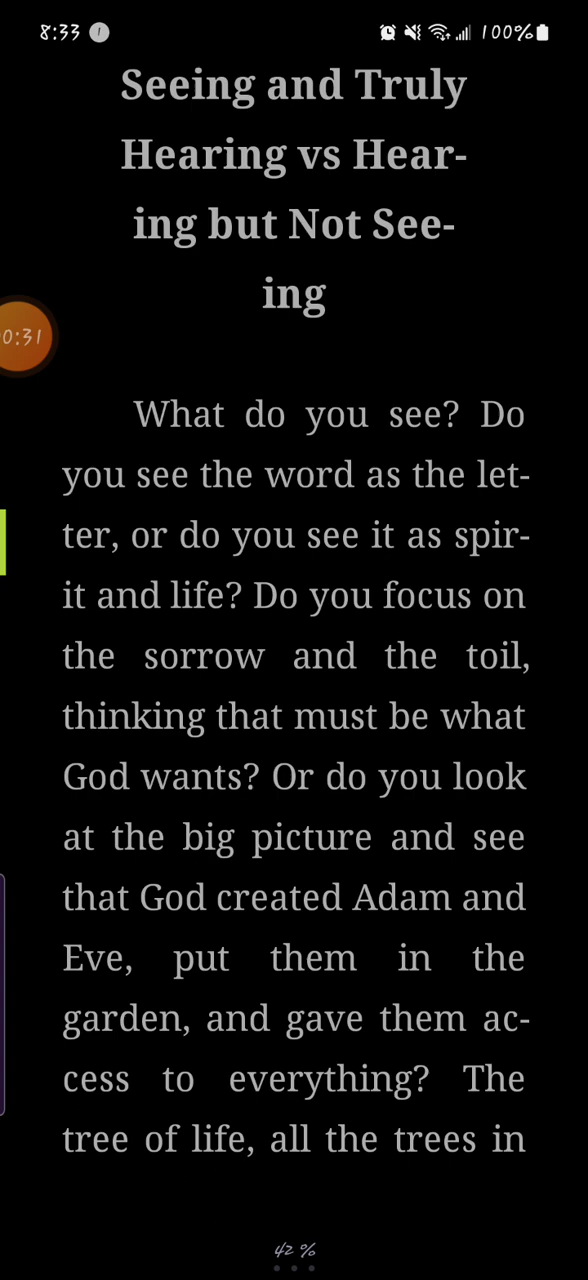 8:33
100%
Seeing and Truly
Hearing vs Hear-
ing but Not See-
ing
0:31
What do you see? Do
you see the word as the let-
ter, or do you see it as spir-
it and life? Do you focus on
the sorrow and the toil,
thinking that must be what
God wants? Or do you look
at the big picture and see
that God created Adam and
Eve, put them in the
garden, and gave them ac-
cess to everything? The
tree of life, all the trees in
42%